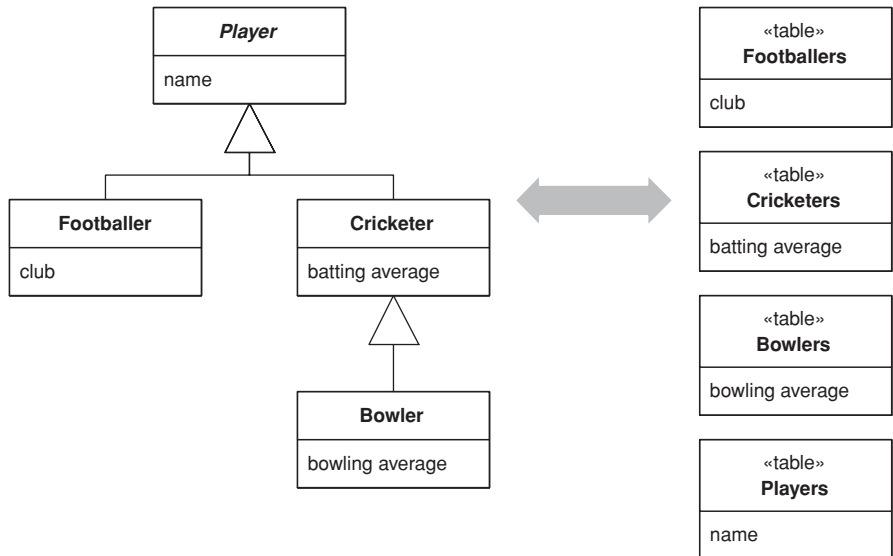 Player
name
Footballer
club
Cricketer
batting average
Bowler
bowling average
«table»
Footballers
club
«table»
Cricketers
batting average
«table»
Bowlers
bowling average
«table»
Players
name